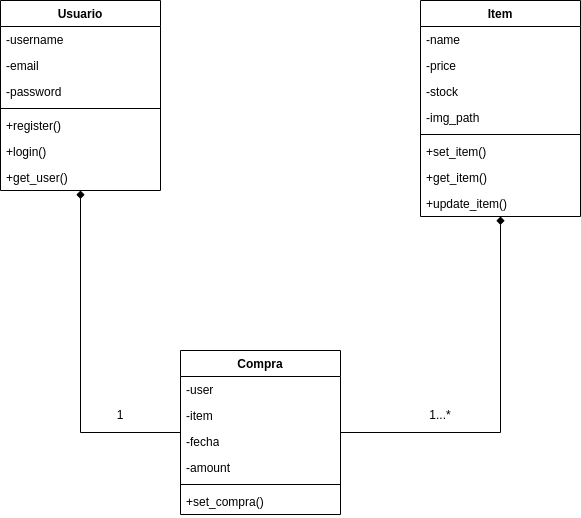 Usuario
-username
-email
-password
+register()
+login()
+get_user()
Item
-name
-price
-stock
-img_path
+set_item()
+get_item()
+update_item()
1
1...*
Compra
-user
-item
-fecha
-amount
+set_compra()